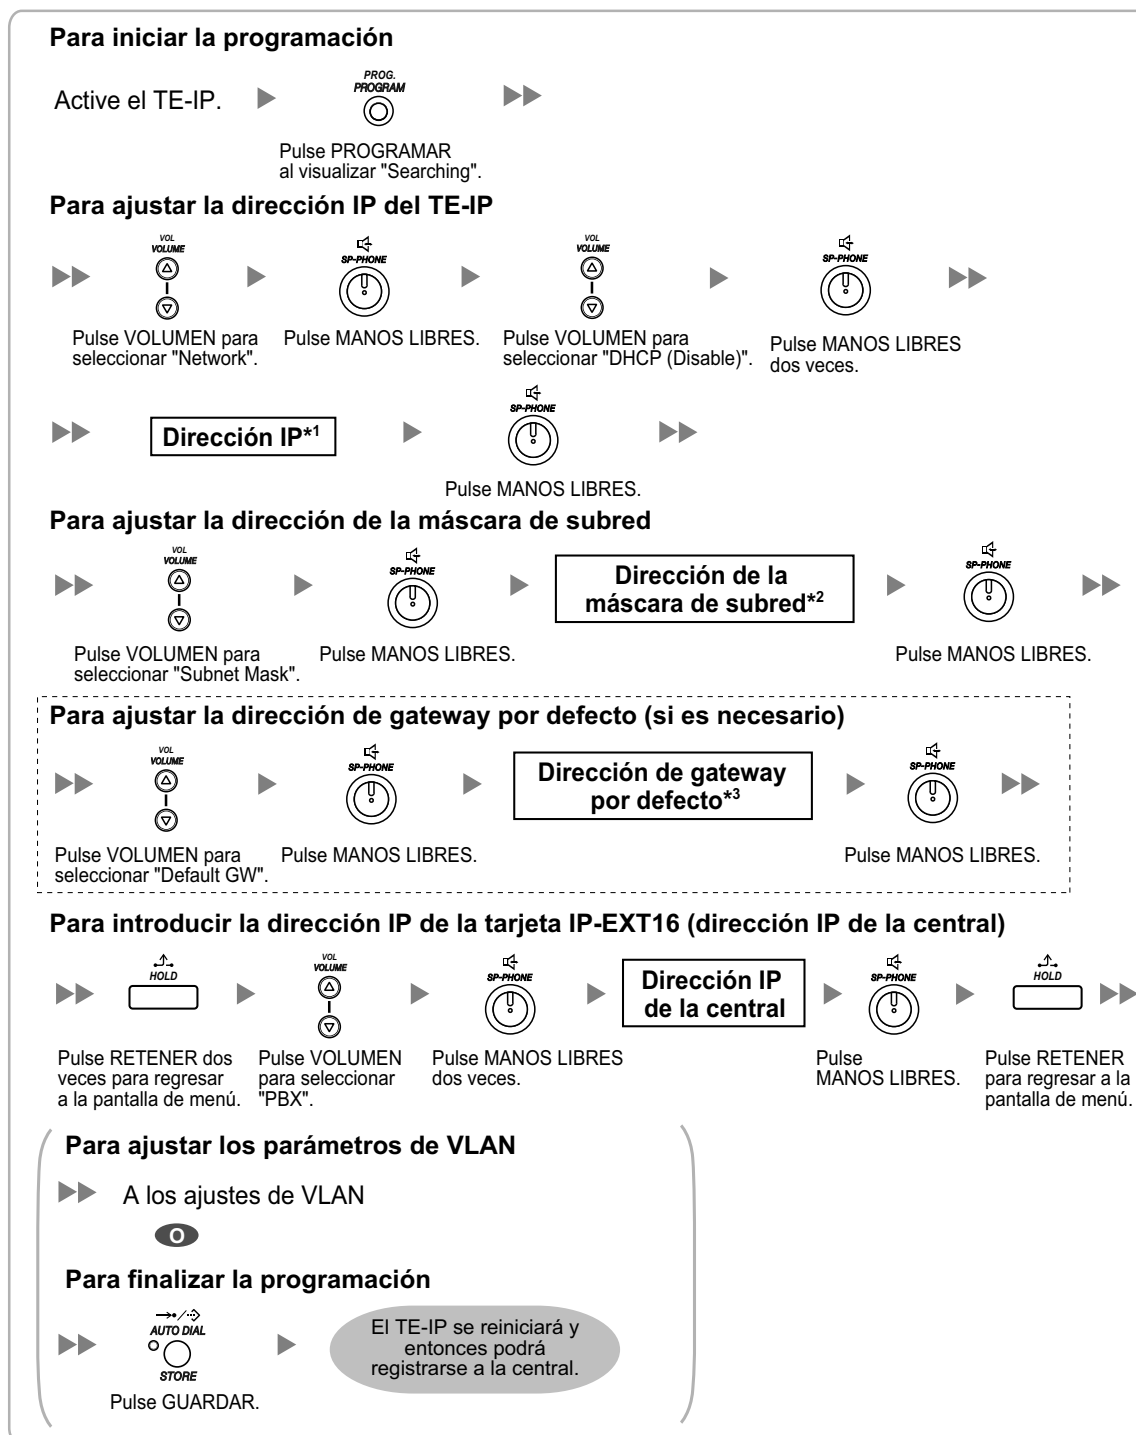 Para iniciar la programación
PROG.
PROGRAM
Active el TE-IP.
Pulse PROGRAMAR
al visualizar "Searching".
Para ajustar la dirección IP del TE-IP
VOL
VOLUME
SP-PHONE
VOL
VOLUME
SP-PHONE
Pulse VOLUMEN para
seleccionar "Network".
Pulse MANOS LIBRES.
Pulse VOLUMEN para
seleccionar "DHCP (Disable)".
Pulse MANOS LIBRES
dos veces.
Dirección IP*1
SP-PHONE
Pulse MANOS LIBRES.
Para ajustar la dirección de la máscara de subred
VOL
VOLUME
SP-PHONE
Dirección de la
máscara de subred*2
SP-PHONE
Pulse VOLUMEN para
seleccionar "Subnet Mask".
Pulse MANOS LIBRES.
Pulse MANOS LIBRES.
Para ajustar la dirección de gateway por defecto (si es necesario)
VOL
VOLUME
SP-PHONE
Dirección de gateway
por defecto*3
SP-PHONE
Pulse VOLUMEN para
seleccionar "Default GW".
Pulse MANOS LIBRES.
Pulse MANOS LIBRES.
Para introducir la dirección IP de la tarjeta IP-EXT16 (dirección IP de la central)
HOLD
VOL
VOLUME
SP-PHONE
Dirección IP
de la central
SP-PHONE
HOLD
Pulse RETENER dos
veces para regresar
a la pantalla de menú.
Pulse VOLUMEN
para seleccionar
"PBX".
Pulse MANOS LIBRES
dos veces.
Pulse
MANOS LIBRES.
Pulse RETENER
para regresar a la
pantalla de menú.
Para ajustar los parámetros de VLAN
A los ajustes de VLAN
O
Para finalizar la programación
AUTO DIAL
STORE
Pulse GUARDAR.
El TE-IP se reiniciará y
entonces podrá
registrarse a la central.